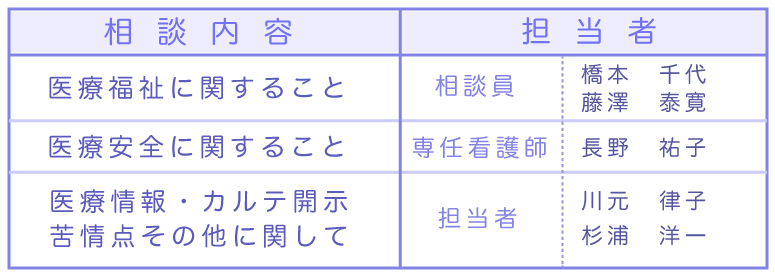 相談内容 担当者
医療福祉に関すること 相談員 橋本 千代
藤澤 泰寛
医療安全に関すること 専任看護師 長野 祐子
医療情報・カルテ開示 担当者 川元 律子
苦情点その他に関して 杉浦 洋一